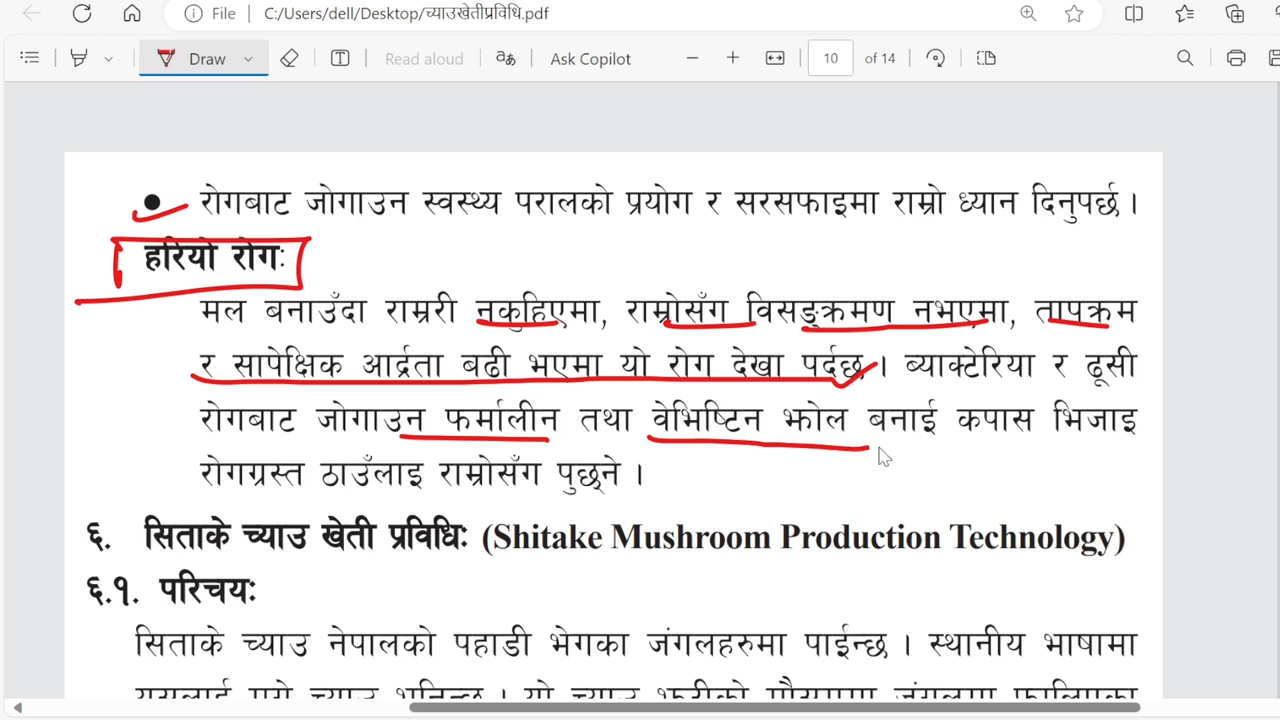 File C:/Users/dell/Desktop/च्याउखेतीप्रविधि.pdf
Draw Read aloud aあ Ask Copilot 10 of 14
रोगबाट जोगाउन स्वस्थ्य परालको प्रयोग र सरसफाइमा राम्रो ध्यान दिनुपर्छ ।
हरियो रोगः
मल बनाउँदा राम्ररी नकुहिएमा, राम्रोसँग विसङ्क्रमण नभएमा, तापक्रम
र सापेक्षिक आर्द्रता बढी भएमा यो रोग देखा पर्दछ । ब्याक्टेरिया र ढूसी
रोगबाट जोगाउन फर्मालीन तथा वेभिष्टिन झोल बनाई कपास भिजाइ
रोगग्रस्त ठाउँलाइ राम्रोसँग पुछ्ने ।
६. सिताके च्याउ खेती प्रविधिः (Shitake Mushroom Production Technology)
६.१. परिचयः
सिताके च्याउ नेपालको पहाडी भेगका जंगलहरुमा पाईन्छ । स्थानीय भाषामा